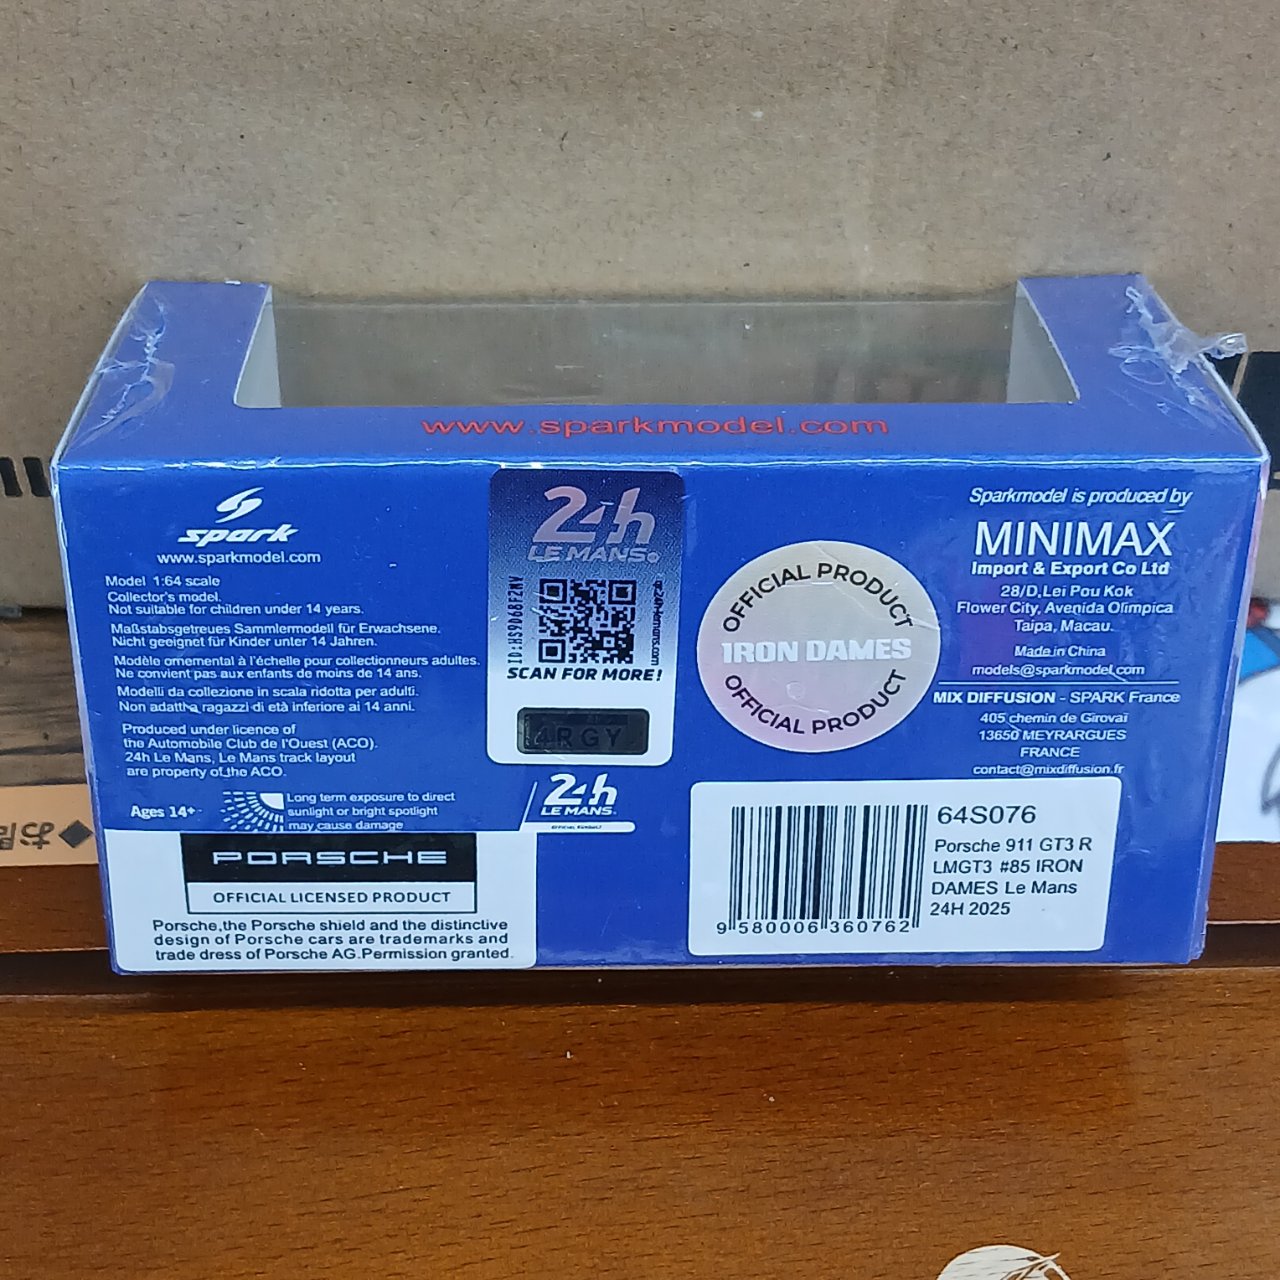 www.sparkmodel.com
spark
www.sparkmodel.com
Model 1:64 scale
Collector's model.
Not suitable for children under 14 years.
Maßstabsgetreues Sammlermodell für Erwachsene.
Nicht geeignet für Kinder unter 14 Jahren.
Modèle ornemental à l'échelle pour collectionneurs adultes.
Ne convient pas aux enfants de moins de 14 ans.
Modelli da collezione in scala ridotta per adulti.
Non adatti a ragazzi di età inferiore ai 14 anni.
Produced under licence of
the Automobile Club de l'Ouest (ACO).
24h Le Mans, Le Mans track layout
are property of the ACO.
Ages 14+
Long term exposure to direct
sunlight or bright spotlight
may cause damage
PORSCHE
OFFICIAL LICENSED PRODUCT
Porsche,the Porsche shield and the distinctive
design of Porsche cars are trademarks and
trade dress of Porsche AG.Permission granted.
24h
LE MANS
ID:HS9D68F2MV
SCAN FOR MORE!
4RGY
24h
LE MANS
OFFICIAL PRODUCT
IRON DAMES
OFFICIAL PRODUCT
Sparkmodel is produced by
MINIMAX
Import & Export Co Ltd
28/D,Lei Pou Kok
Flower City, Avenida Olimpica
Taipa, Macau.
Made in China
models@sparkmodel.com
MIX DIFFUSION - SPARK France
405 chemin de Girovai
13650 MEYRARGUES
FRANCE
contact@mixdiffusion.fr
64S076
Porsche 911 GT3 R
LMGT3 #85 IRON
DAMES Le Mans
24H 2025
9 580006 360762